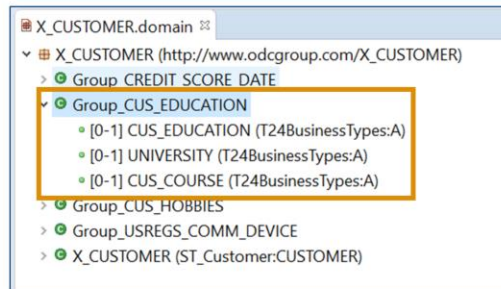 X_CUSTOMER.domain
X_CUSTOMER (http://www.odcgroup.com/X_CUSTOMER)
Group_CREDIT_SCORE_DATE
Group_CUS_EDUCATION
[0-1] CUS_EDUCATION (T24BusinessTypes:A)
[0-1] UNIVERSITY (T24BusinessTypes:A)
[0-1] CUS_COURSE (T24BusinessTypes:A)
Group_CUS_HOBBIES
Group_USREGS_COMM_DEVICE
X_CUSTOMER (ST_Customer:CUSTOMER)